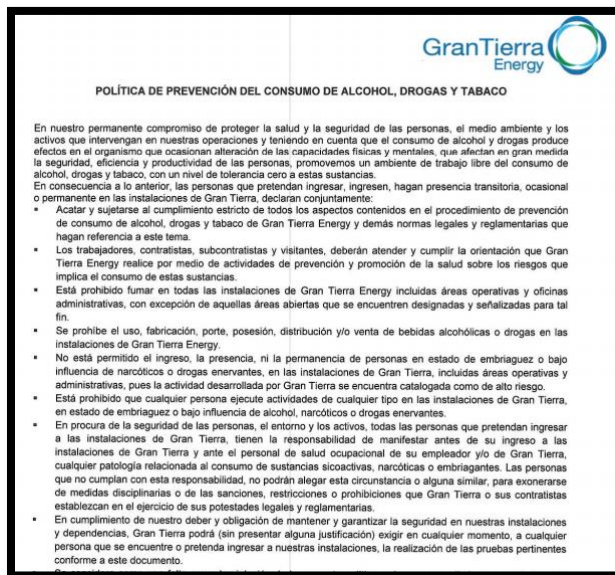 GranTierra
Energy
POLÍTICA DE PREVENCIÓN DEL CONSUMO DE ALCOHOL, DROGAS Y TABACO
En nuestro permanente compromiso de proteger la salud y la seguridad de las personas, el medio ambiente y los
activos que intervengan en nuestras operaciones y teniendo en cuenta que el consumo de alcohol y drogas produce
efectos en el organismo que ocasionan alteración de las capacidades físicas y mentales, que afectan en gran medida
la seguridad, eficiencia y productividad de las personas, promovemos un ambiente de trabajo libre del consumo de
alcohol, drogas y tabaco, con un nivel de tolerancia cero a estas sustancias.
En consecuencia a lo anterior, las personas que pretendan ingresar, ingresen, hagan presencia transitoria, ocasional
o permanente en las instalaciones de Gran Tierra, declaran conjuntamente:
▪ Acatar y sujetarse al cumplimiento estricto de todos los aspectos contenidos en el procedimiento de prevención
de consumo de alcohol, drogas y tabaco de Gran Tierra Energy y demás normas legales y reglamentarias que
hagan referencia a este tema.
▪ Los trabajadores, contratistas, subcontratistas y visitantes, deberán atender y cumplir la orientación que Gran
Tierra Energy realice por medio de actividades de prevención y promoción de la salud sobre los riesgos que
implica el consumo de estas sustancias.
▪ Está prohibido fumar en todas las instalaciones de Gran Tierra Energy incluidas áreas operativas y oficinas
administrativas, con excepción de aquellas áreas abiertas que se encuentren designadas y señalizadas para tal
fin.
▪ Se prohíbe el uso, fabricación, porte, posesión, distribución y/o venta de bebidas alcohólicas o drogas en las
instalaciones de Gran Tierra Energy.
▪ No está permitido el ingreso, la presencia, ni la permanencia de personas en estado de embriaguez o bajo
influencia de narcóticos o drogas enervantes, en las instalaciones de Gran Tierra, incluidas áreas operativas y
administrativas, pues la actividad desarrollada por Gran Tierra se encuentra catalogada como de alto riesgo.
▪ Está prohibido que cualquier persona ejecute actividades de cualquier tipo en las instalaciones de Gran Tierra,
en estado de embriaguez o bajo influencia de alcohol, narcóticos o drogas enervantes.
▪ En procura de la seguridad de las personas, el entorno y los activos, todas las personas que pretendan ingresar
a las instalaciones de Gran Tierra, tienen la responsabilidad de manifestar antes de su ingreso a las
instalaciones de Gran Tierra y ante el personal de salud ocupacional de su empleador y/o de Gran Tierra,
cualquier patología relacionada al consumo de sustancias sicoactivas, narcóticas o embriagantes. Las personas
que no cumplan con esta responsabilidad, no podrán alegar esta circunstancia o alguna similar, para exonerarse
de medidas disciplinarias o de las sanciones, restricciones o prohibiciones que Gran Tierra o sus contratistas
establezcan en el ejercicio de sus potestades legales y reglamentarias.
▪ En cumplimiento de nuestro deber y obligación de mantener y garantizar la seguridad en nuestras instalaciones
y dependencias, Gran Tierra podrá (sin presentar alguna justificación) exigir en cualquier momento, a cualquier
persona que se encuentre o pretenda ingresar a nuestras instalaciones, la realización de las pruebas pertinentes
conforme a este documento.